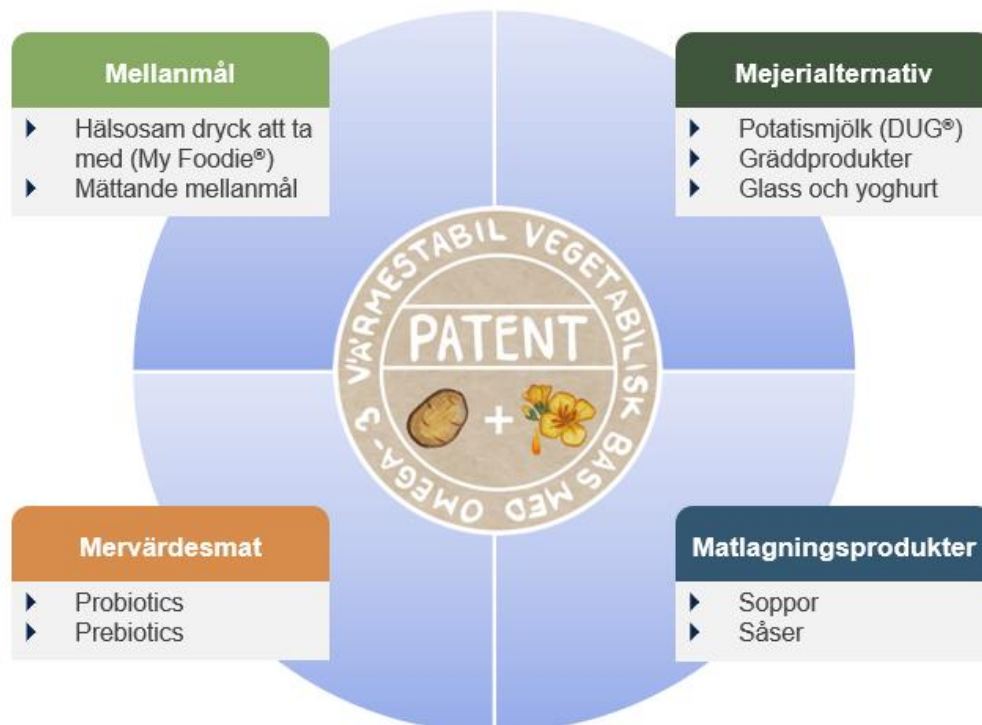 Mellanmål
Hälsosam dryck att ta
med (My Foodie®)
Mättande mellanmål
Mejerialternativ
Potatismjölk (DUG®)
Gräddprodukter
Glass och yoghurt
VÄRMESTABIL VEGETABILISK BAS MED OMEGA-3
PATENT
+
Mervärdesmat
Probiotics
Prebiotics
Matlagningsprodukter
Soppor
Såser